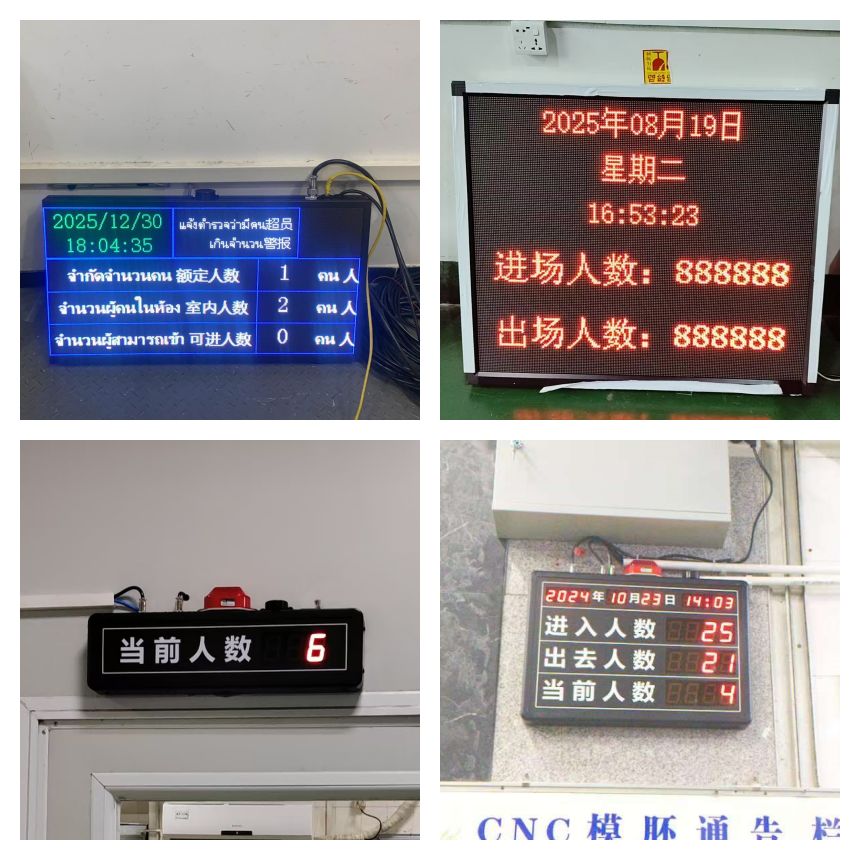 2025/12/30
18:04:35
แจ้งตำรวจว่ามีคน超员
เกินจำนวน警报
จำกัดจำนวนคน 额定人数 1 คน 人
จำนวนผู้คนในห้อง 室内人数 2 คน 人
จำนวนผู้สามารถเข้า 可进人数 0 คน 人
2025年08月19日
星期二
16:53:23
进场人数：888888
出场人数：888888
当前人数 6
2024年10月23日 14:03
进入人数 25
出去人数 21
当前人数 4
CNC模胚通告栏